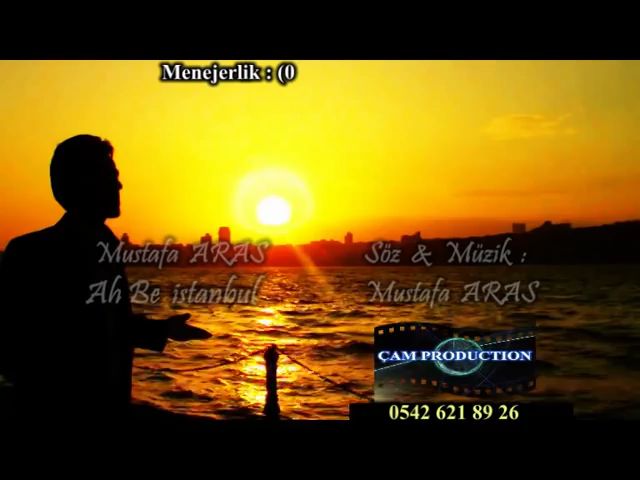 Menejerlik : (0
Mustafa ARAS
Ah Be istanbul
Söz & Müzik :
Mustafa ARAS
ÇAM PRODUCTION
0542 621 89 26